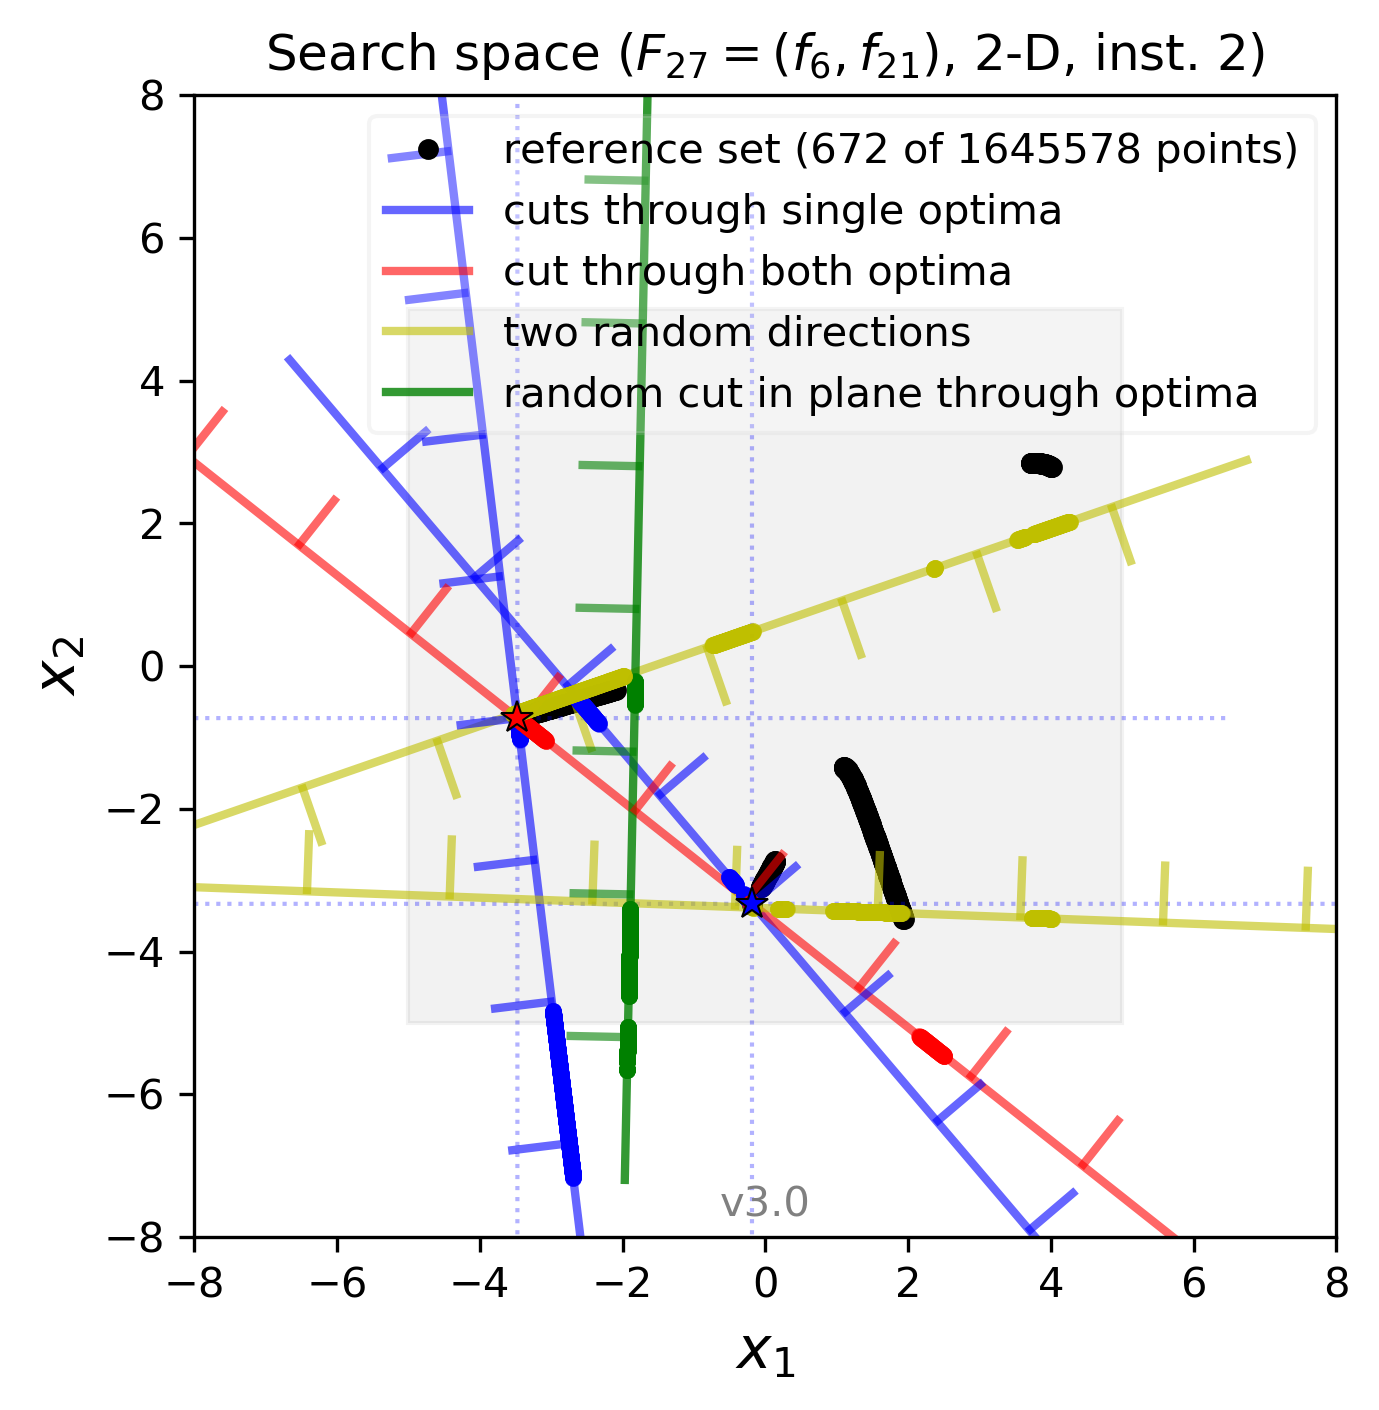 Search space (F₂₇ = (f₆, f₂₁), 2-D, inst. 2)
reference set (672 of 1645578 points)
cuts through single optima
cut through both optima
two random directions
random cut in plane through optima
8
6
4
2
0
−2
−4
−6
−8
x₂
v3.0
−8 −6 −4 −2 0 2 4 6 8
x₁